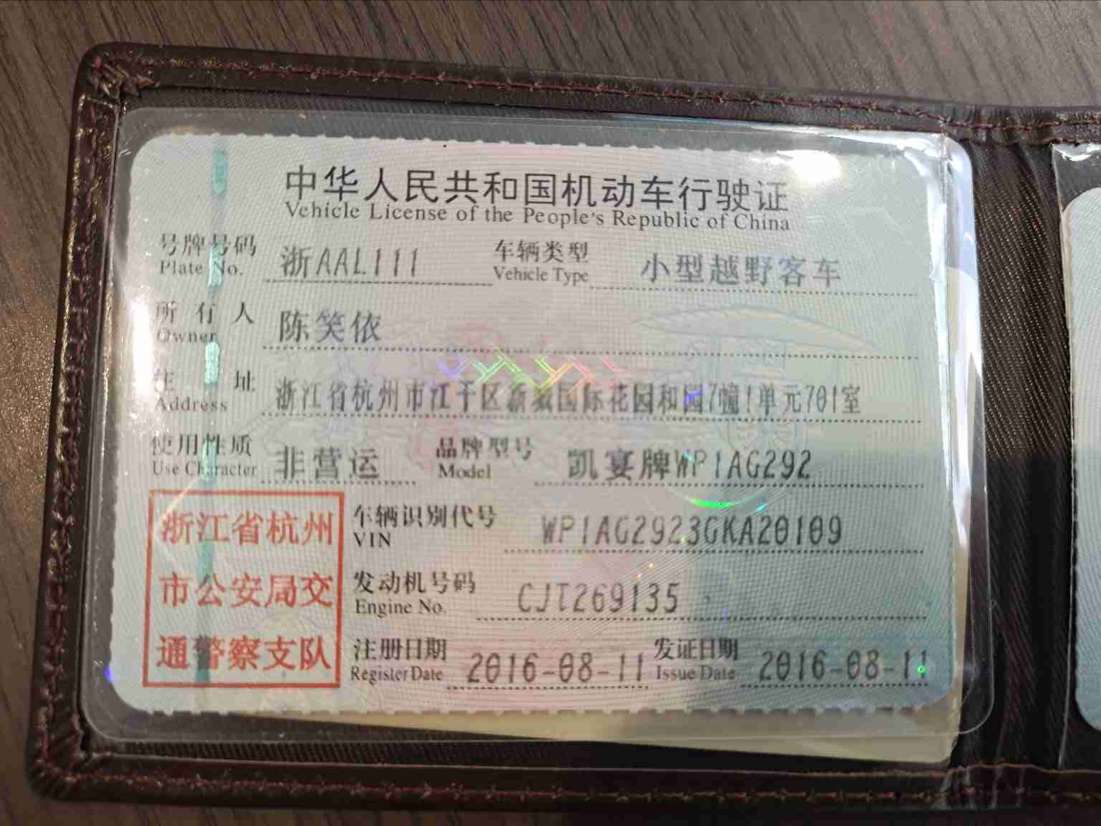 中华人民共和国机动车行驶证
Vehicle License of the People's Republic of China
号牌号码 浙AAL111 车辆类型 小型越野客车
Plate No. Vehicle Type
所有人 陈笑依
Owner
住址 浙江省杭州市江干区新城国际花园和园7幢1单元701室
Address
使用性质 非营运 品牌型号 凯宴牌WP1AG292
Use Character Model
浙江省杭州 车辆识别代号 WP1AG2923GKA20109
VIN
市公安局交 发动机号码 CJT269135
Engine No.
通警察支队 注册日期 2016-08-11 发证日期 2016-08-11
Register Date Issue Date